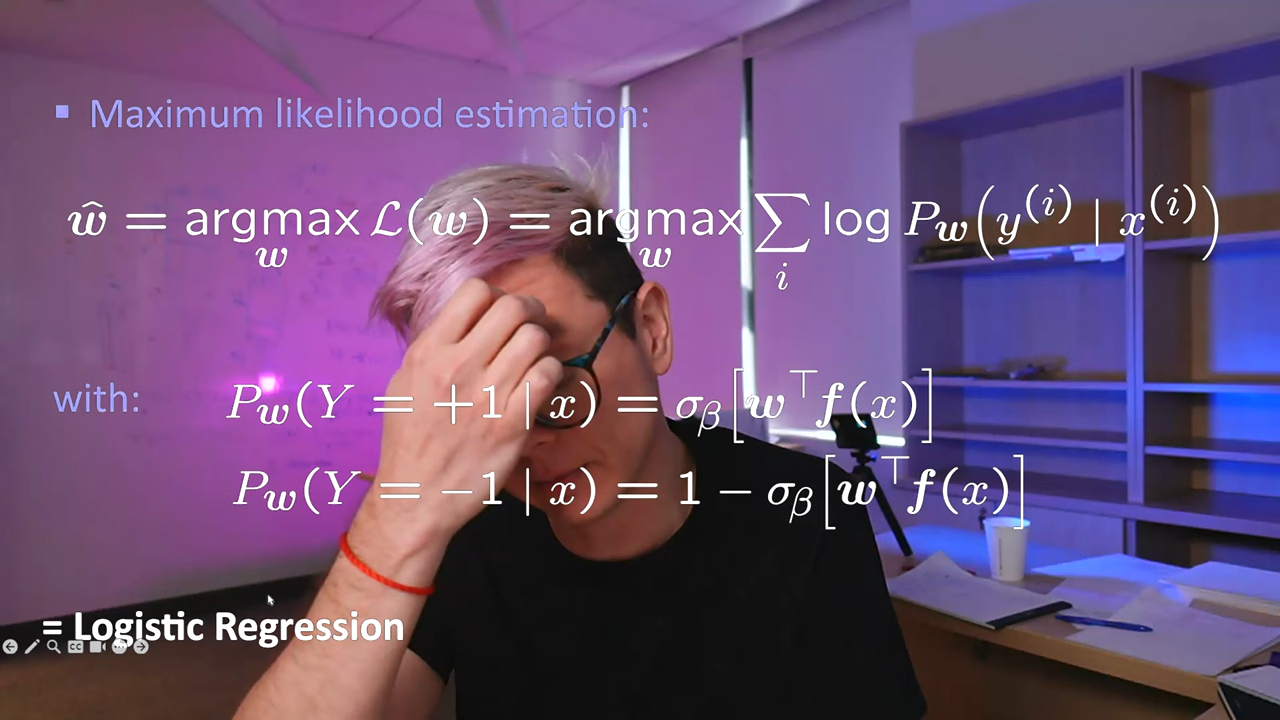 ▪ Maximum likelihood estimation:
ŵ = argmax_w ℒ(w) = argmax_w ∑_i log P_w(y^(i) | x^(i))
with: P_w(Y = +1 | x) = σ_β[w^⊤ f(x)]
P_w(Y = −1 | x) = 1 − σ_β[w^⊤ f(x)]
= Logistic Regression